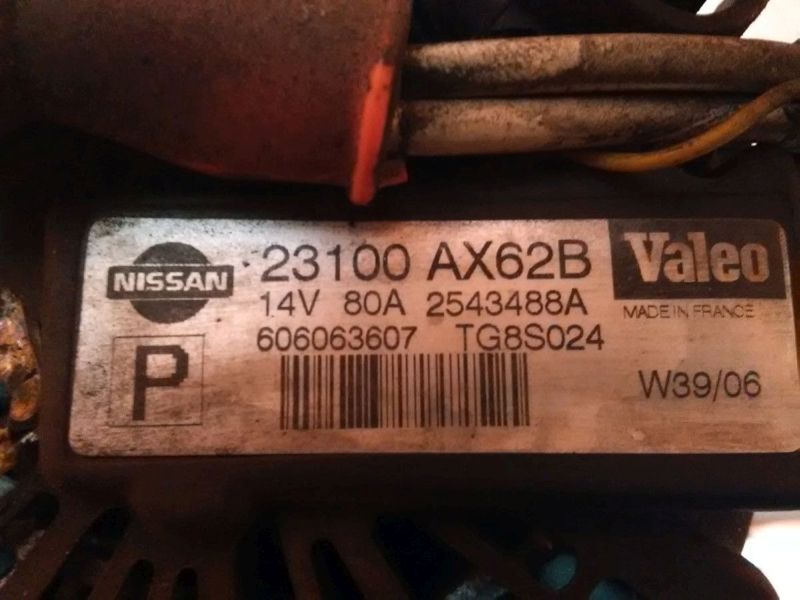 NISSAN
23100 AX62B
14V 80A 2543488A
606063607 TG8S024
P
Valeo
MADE IN FRANCE
W39/06